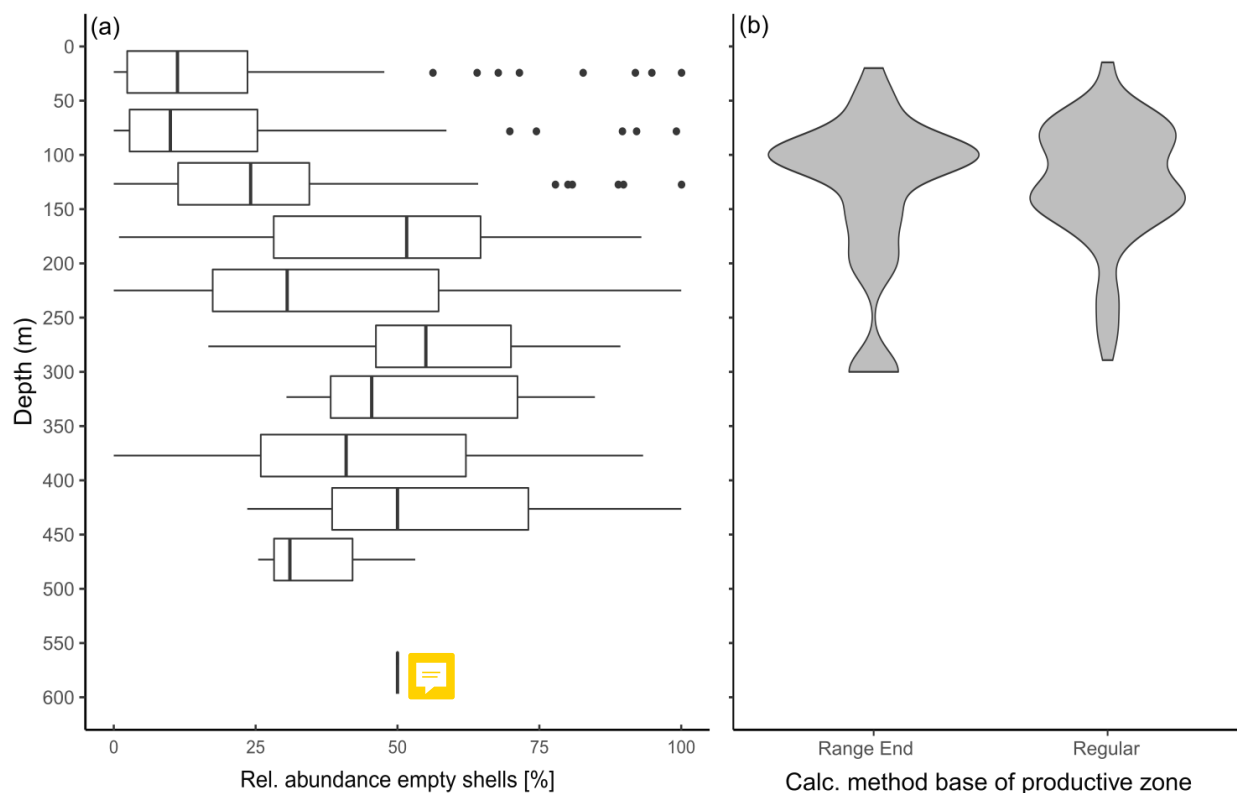 (a)
(b)
Depth (m)
0
50
100
150
200
250
300
350
400
450
500
550
600
0 25 50 75 100
Rel. abundance empty shells [%]
Range End Regular
Calc. method base of productive zone